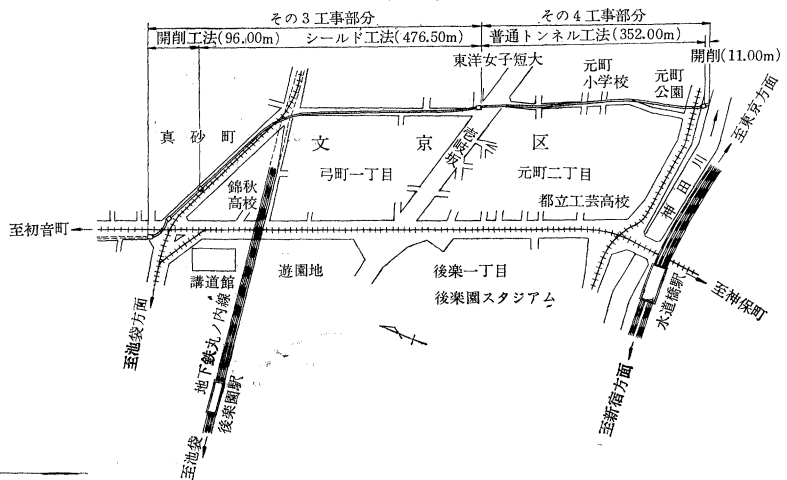 その3工事部分
その4工事部分
開削工法(96.00m)
シールド工法(476.50m)
普通トンネル工法(352.00m)
開削(11.00m)
東洋女子短大
元町
小学校
元町
公園
至東京方面
真砂町
文京区
弓町一丁目
元町二丁目
神田川
錦秋
高校
都立工芸高校
至初音町
講道館
遊園地
後楽一丁目
後楽園スタジアム
水道橋駅
至神保町
至池袋方面
地下鉄丸ノ内線
後楽園駅
至池袋
至新宿方面